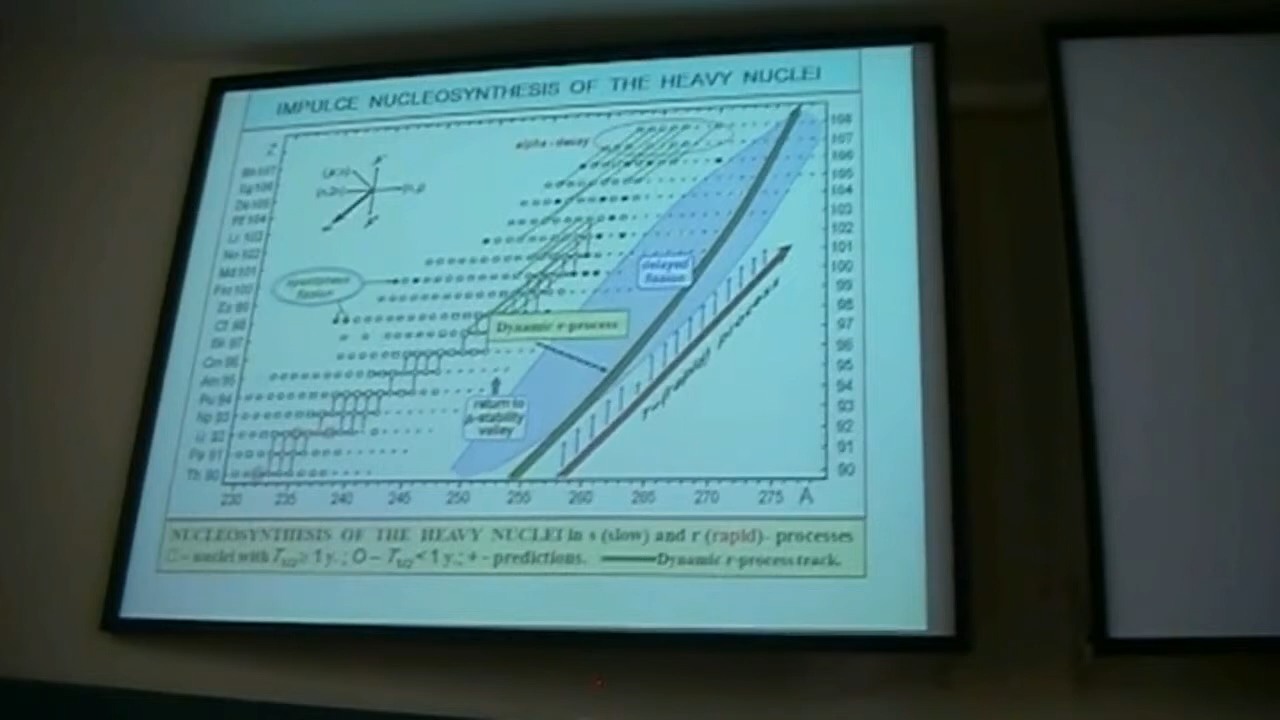 IMPULCE NUCLEOSYNTHESIS OF THE HEAVY NUCLEI
Z
alpha-decay
108
107
106
105
104
103
102
101
100
99
98
97
96
95
94
93
92
91
90
Bh 107
Sg 106
Db 105
Rf 104
Lr 103
No 102
Md 101
Fm 100
Es 99
Cf 98
Bk 97
Cm 96
Am 95
Pu 94
Np 93
U 92
Pa 91
Th 90
spontaneous
fission
delayed
fission
Dynamic r-process
return to
β-stability
valley
r-(rapid) process
230 235 240 245 250 255 260 265 270 275 A
NUCLEOSYNTHESIS OF THE HEAVY NUCLEI in s (slow) and r (rapid)- processes
□ – nuclei with T1/2 ≥ 1 y.; O – T1/2 < 1 y.; + - predictions. Dynamic r-process track.